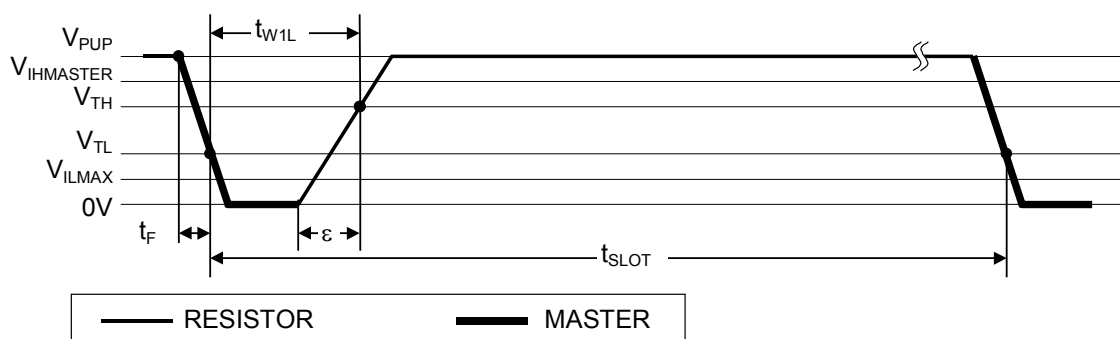 t_W1L
V_PUP
V_IHMASTER
V_TH
V_TL
V_ILMAX
0V
t_F
ε
t_SLOT
RESISTOR
MASTER